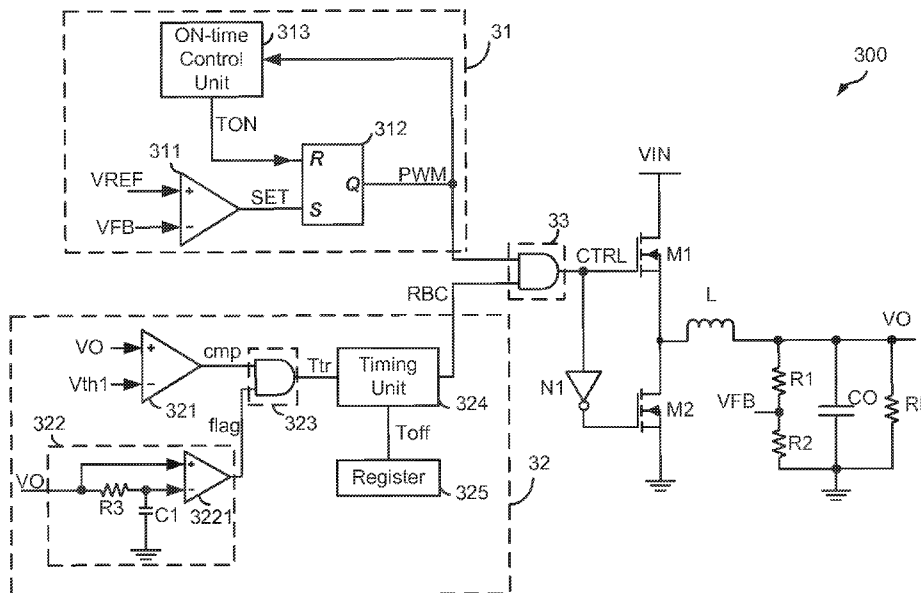 ON-time
Control
Unit
313
31
300
TON
312
311
R
VREF
SET
Q
PWM
S
VFB
VIN
33
CTRL
M1
RBC
L
VO
VO
cmp
Ttr
Timing
Unit
N1
R1
Vth1
M2
VFB
CO
321
323
324
322
flag
Toff
R2
Register
32
VO
R3
C1
3221
325